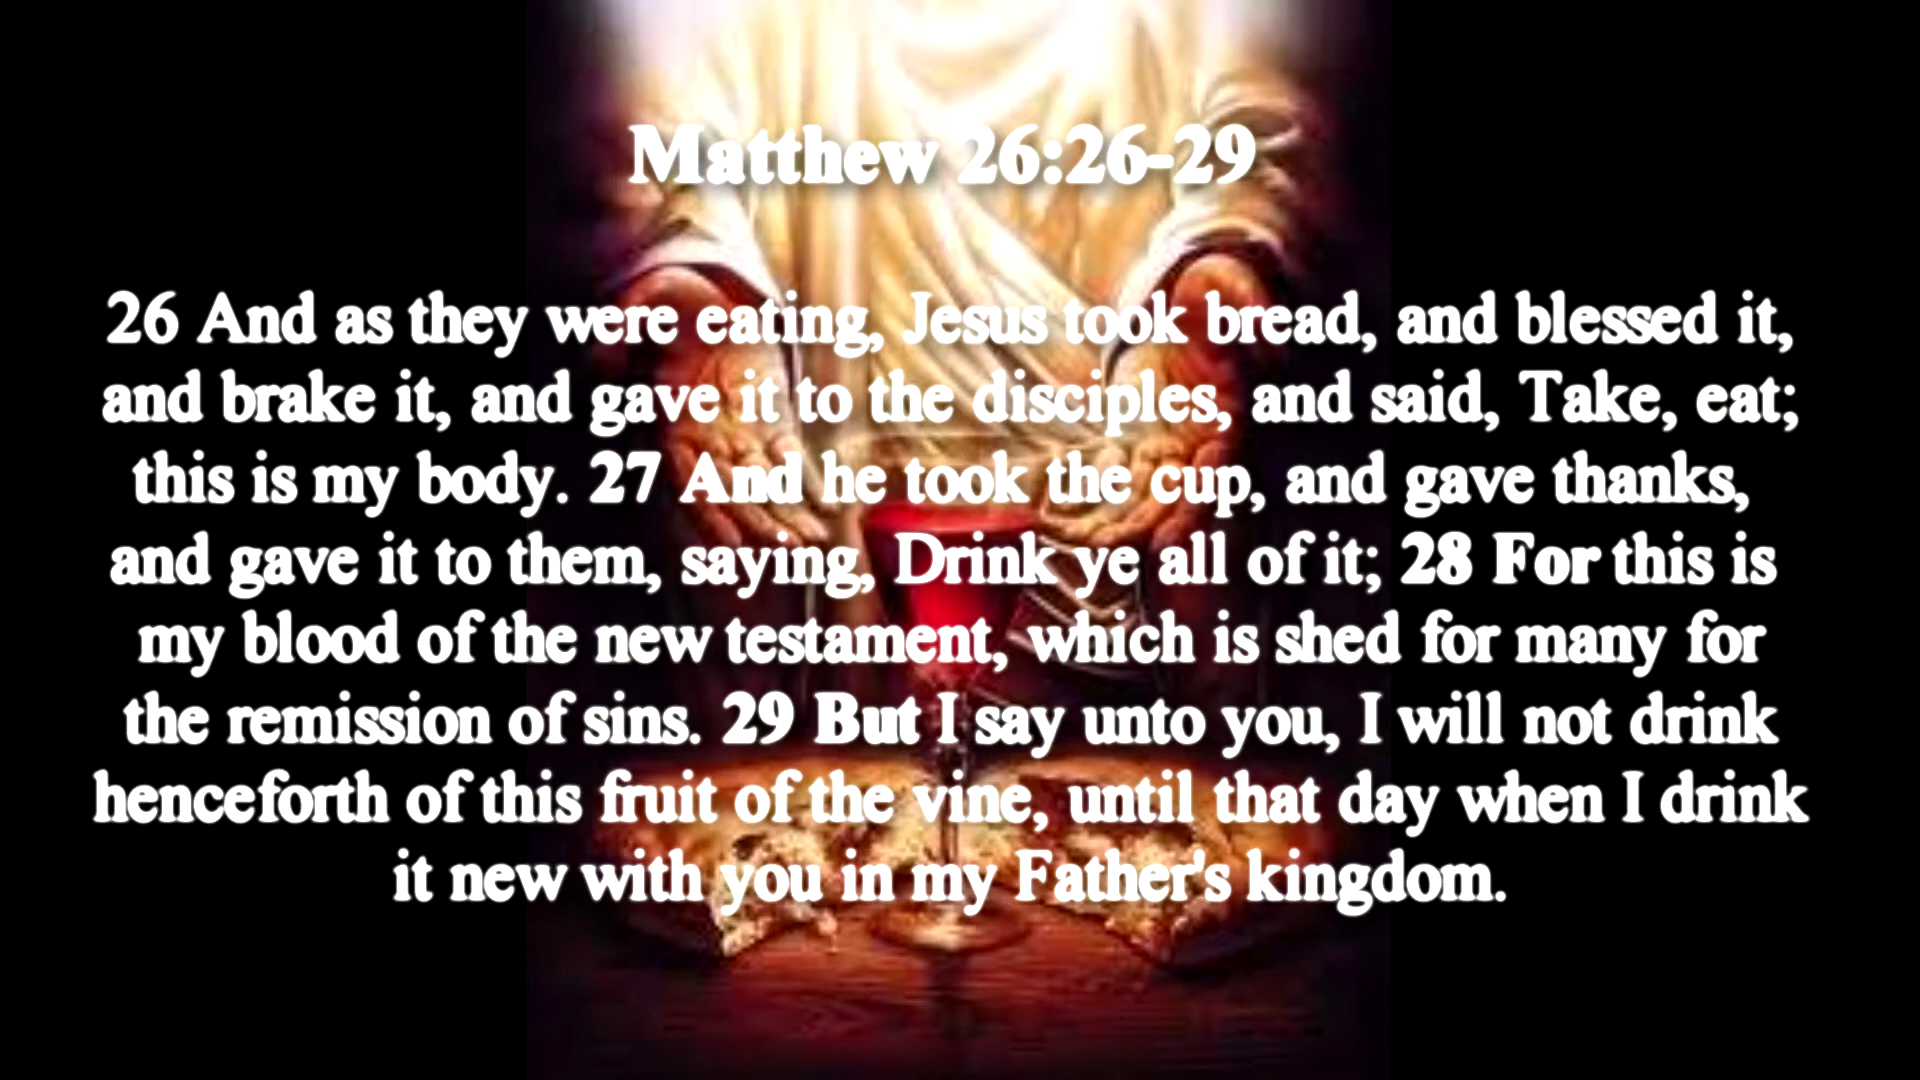 Matthew 26:26-29
26 And as they were eating, Jesus took bread, and blessed it,
and brake it, and gave it to the disciples, and said, Take, eat;
this is my body. 27 And he took the cup, and gave thanks,
and gave it to them, saying, Drink ye all of it; 28 For this is
my blood of the new testament, which is shed for many for
the remission of sins. 29 But I say unto you, I will not drink
henceforth of this fruit of the vine, until that day when I drink
it new with you in my Father's kingdom.